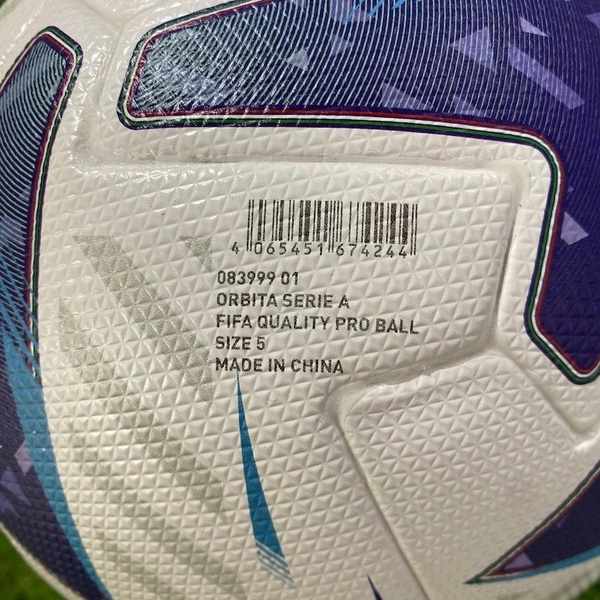 4 065451 674244
083999 01
ORBITA SERIE A
FIFA QUALITY PRO BALL
SIZE 5
MADE IN CHINA